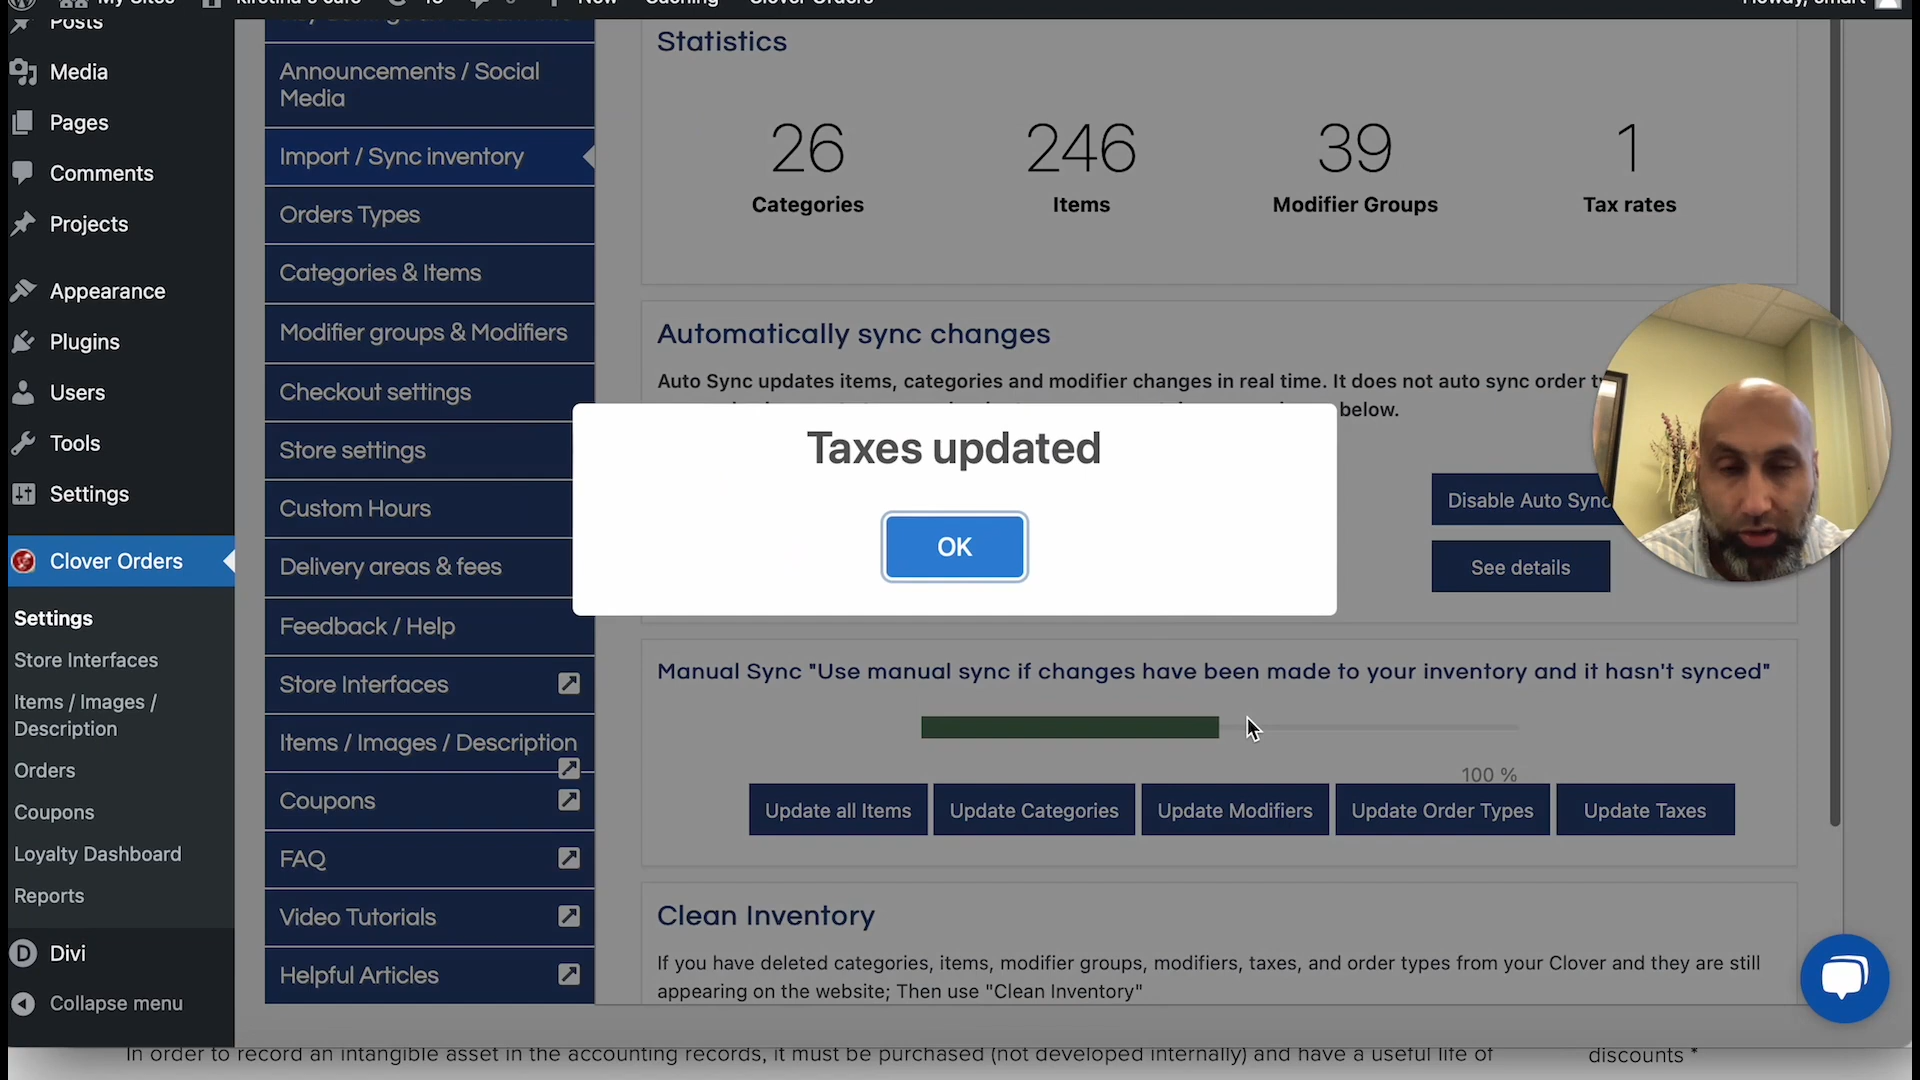 My Sites
New
Caching
Clover Orders
Howdy, smart
Posts
Media
Pages
Comments
Projects
Appearance
Plugins
Users
Tools
Settings
Clover Orders
Settings
Store Interfaces
Items / Images /
Description
Orders
Coupons
Loyalty Dashboard
Reports
Divi
Collapse menu
Announcements / Social
Media
Import / Sync inventory
Orders Types
Categories & Items
Modifier groups & Modifiers
Checkout settings
Store settings
Custom Hours
Delivery areas & fees
Feedback / Help
Store Interfaces
Items / Images / Description
Coupons
FAQ
Video Tutorials
Helpful Articles
Statistics
26 246 39 1
Categories Items Modifier Groups Tax rates
Automatically sync changes
Auto Sync updates items, categories and modifier changes in real time. It does not auto sync order
below.
Disable Auto Sync
See details
Taxes updated
OK
Manual Sync "Use manual sync if changes have been made to your inventory and it hasn't synced"
100 %
Update all Items Update Categories Update Modifiers Update Order Types Update Taxes
Clean Inventory
If you have deleted categories, items, modifier groups, modifiers, taxes, and order types from your Clover and they are still
appearing on the website; Then use "Clean Inventory"
In order to record an intangible asset in the accounting records, it must be purchased (not developed internally) and have a useful life of
discounts *